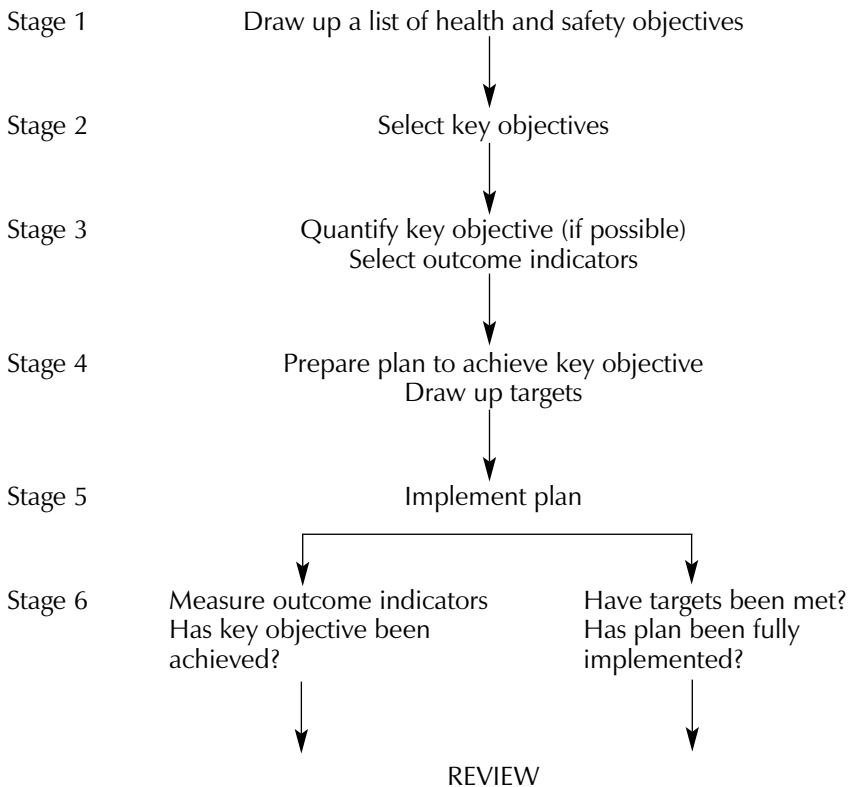 Stage 1 Draw up a list of health and safety objectives
Stage 2 Select key objectives
Stage 3 Quantify key objective (if possible)
Select outcome indicators
Stage 4 Prepare plan to achieve key objective
Draw up targets
Stage 5 Implement plan
Stage 6 Measure outcome indicators
Has key objective been
achieved?
Have targets been met?
Has plan been fully
implemented?
REVIEW